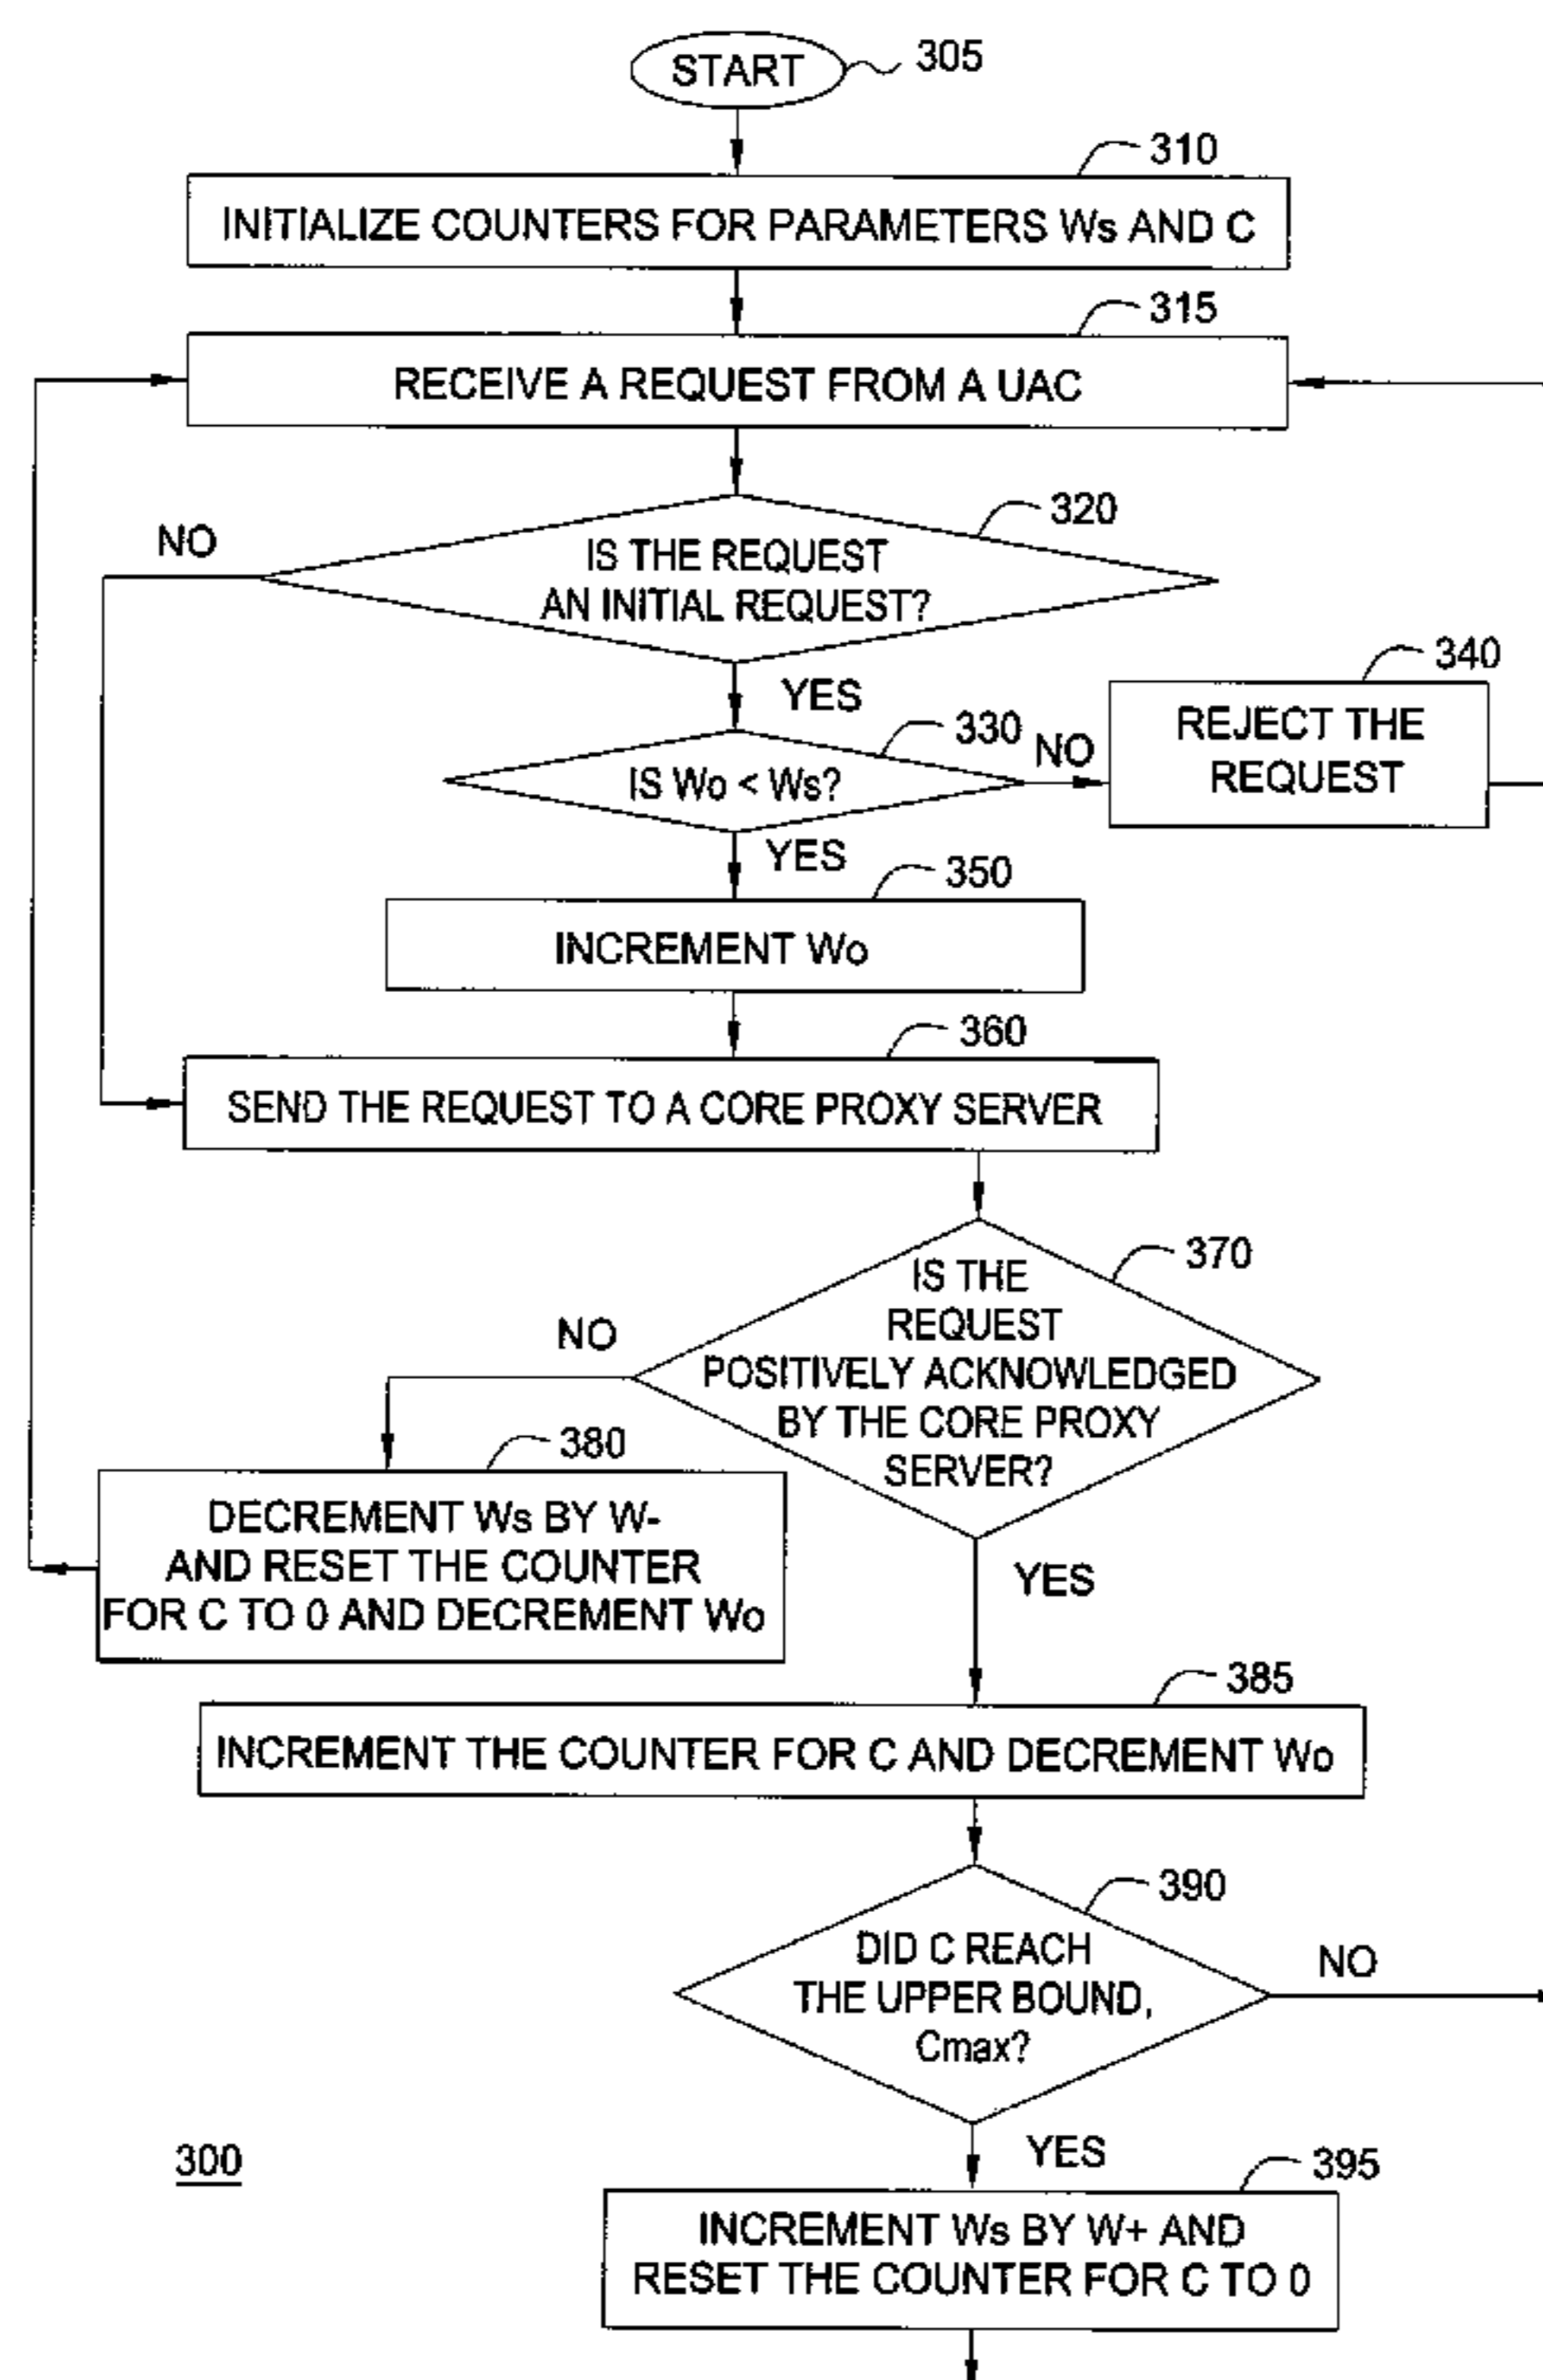 START
305
310
INITIALIZE COUNTERS FOR PARAMETERS Ws AND C
315
RECEIVE A REQUEST FROM A UAC
320
NO
IS THE REQUEST
AN INITIAL REQUEST?
YES
330
NO
IS Wo < Ws?
340
REJECT THE
REQUEST
YES
350
INCREMENT Wo
360
SEND THE REQUEST TO A CORE PROXY SERVER
370
IS THE
REQUEST
POSITIVELY ACKNOWLEDGED
BY THE CORE PROXY
SERVER?
NO
380
DECREMENT Ws BY W-
AND RESET THE COUNTER
FOR C TO 0 AND DECREMENT Wo
YES
385
INCREMENT THE COUNTER FOR C AND DECREMENT Wo
390
DID C REACH
THE UPPER BOUND,
Cmax?
NO
YES
300
395
INCREMENT Ws BY W+ AND
RESET THE COUNTER FOR C TO 0